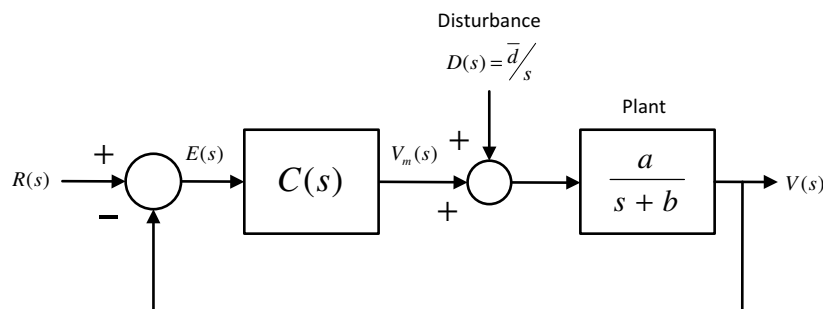 Disturbance
D(s) = d̅/s
Plant
+
E(s)
V_m(s)
+
R(s)
C(s)
a
s + b
V(s)
−
+